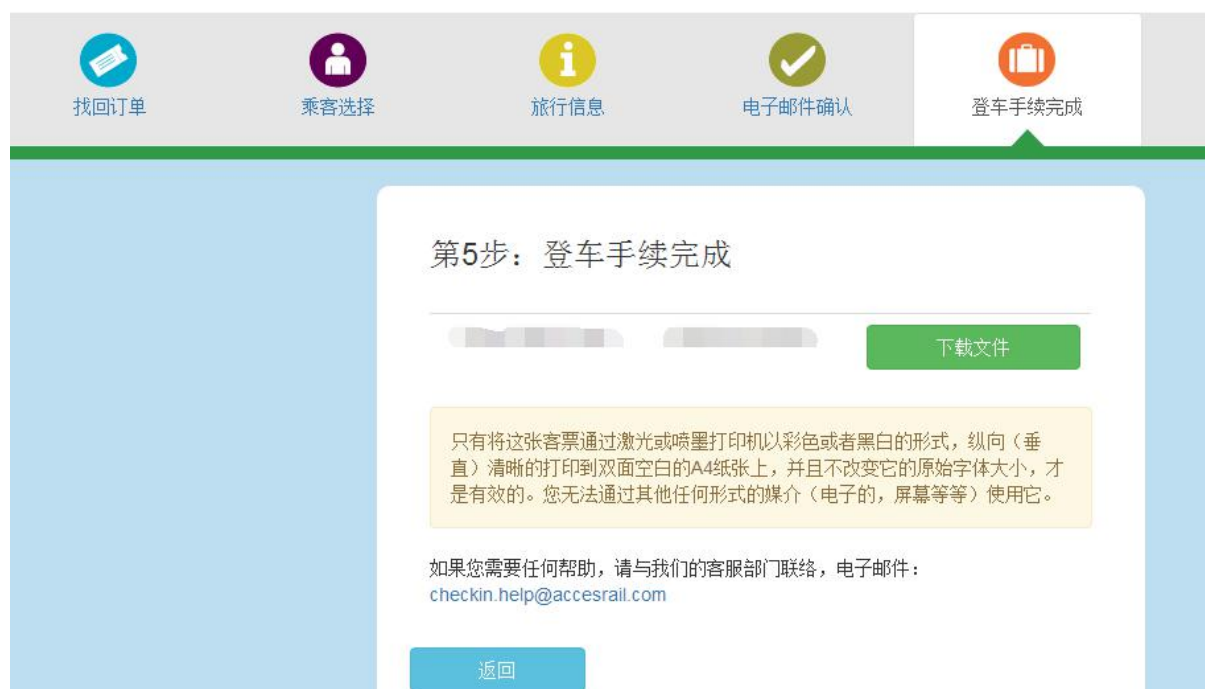 找回订单
乘客选择
旅行信息
电子邮件确认
登车手续完成
第5步：登车手续完成
下载文件
只有将这张客票通过激光或喷墨打印机以彩色或者黑白的形式，纵向（垂
直）清晰的打印到双面空白的A4纸张上，并且不改变它的原始字体大小，才
是有效的。您无法通过其他任何形式的媒介（电子的，屏幕等等）使用它。
如果您需要任何帮助，请与我们的客服部门联络，电子邮件：
checkin.help@accesrail.com
返回